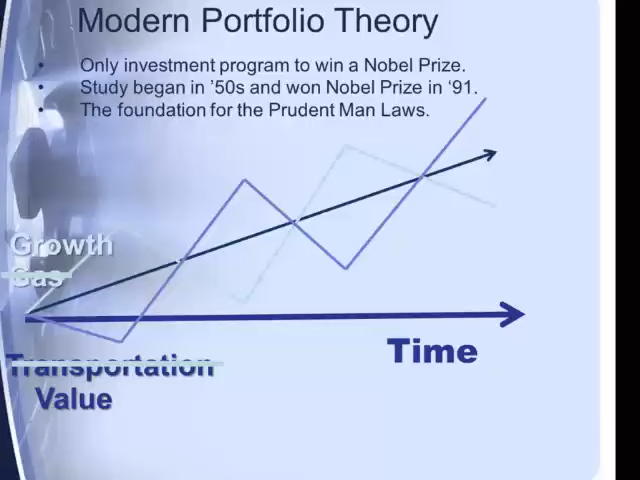 Modern Portfolio Theory
• Only investment program to win a Nobel Prize.
• Study began in ’50s and won Nobel Prize in ‘91.
• The foundation for the Prudent Man Laws.
Growth
Gas
Time
Transportation
Value